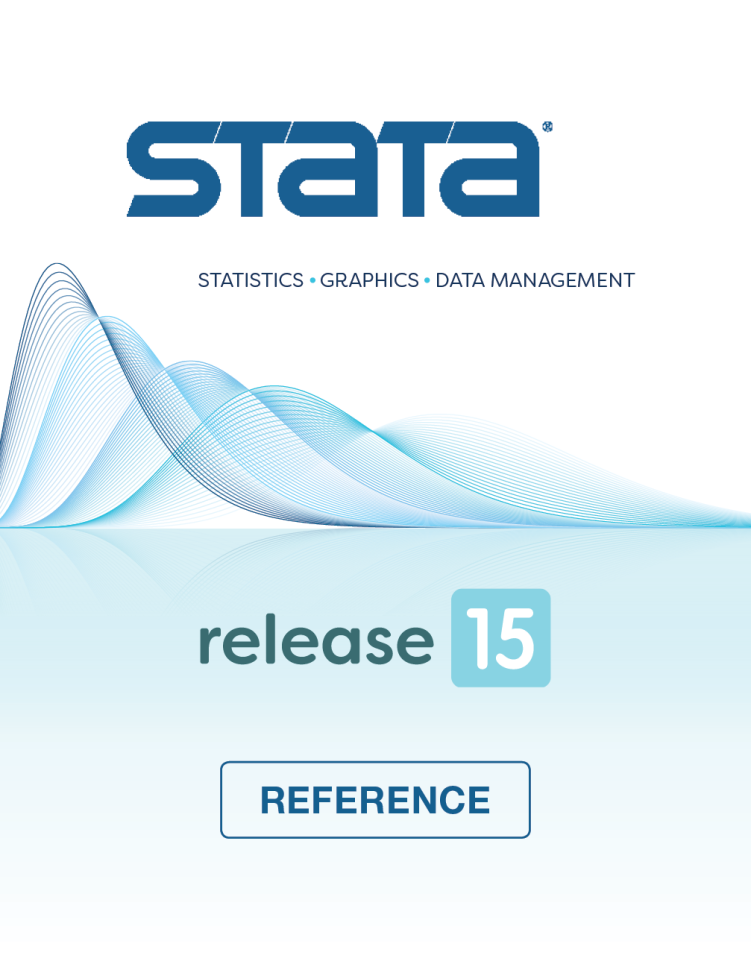 STATA®
STATISTICS • GRAPHICS • DATA MANAGEMENT
release 15
REFERENCE